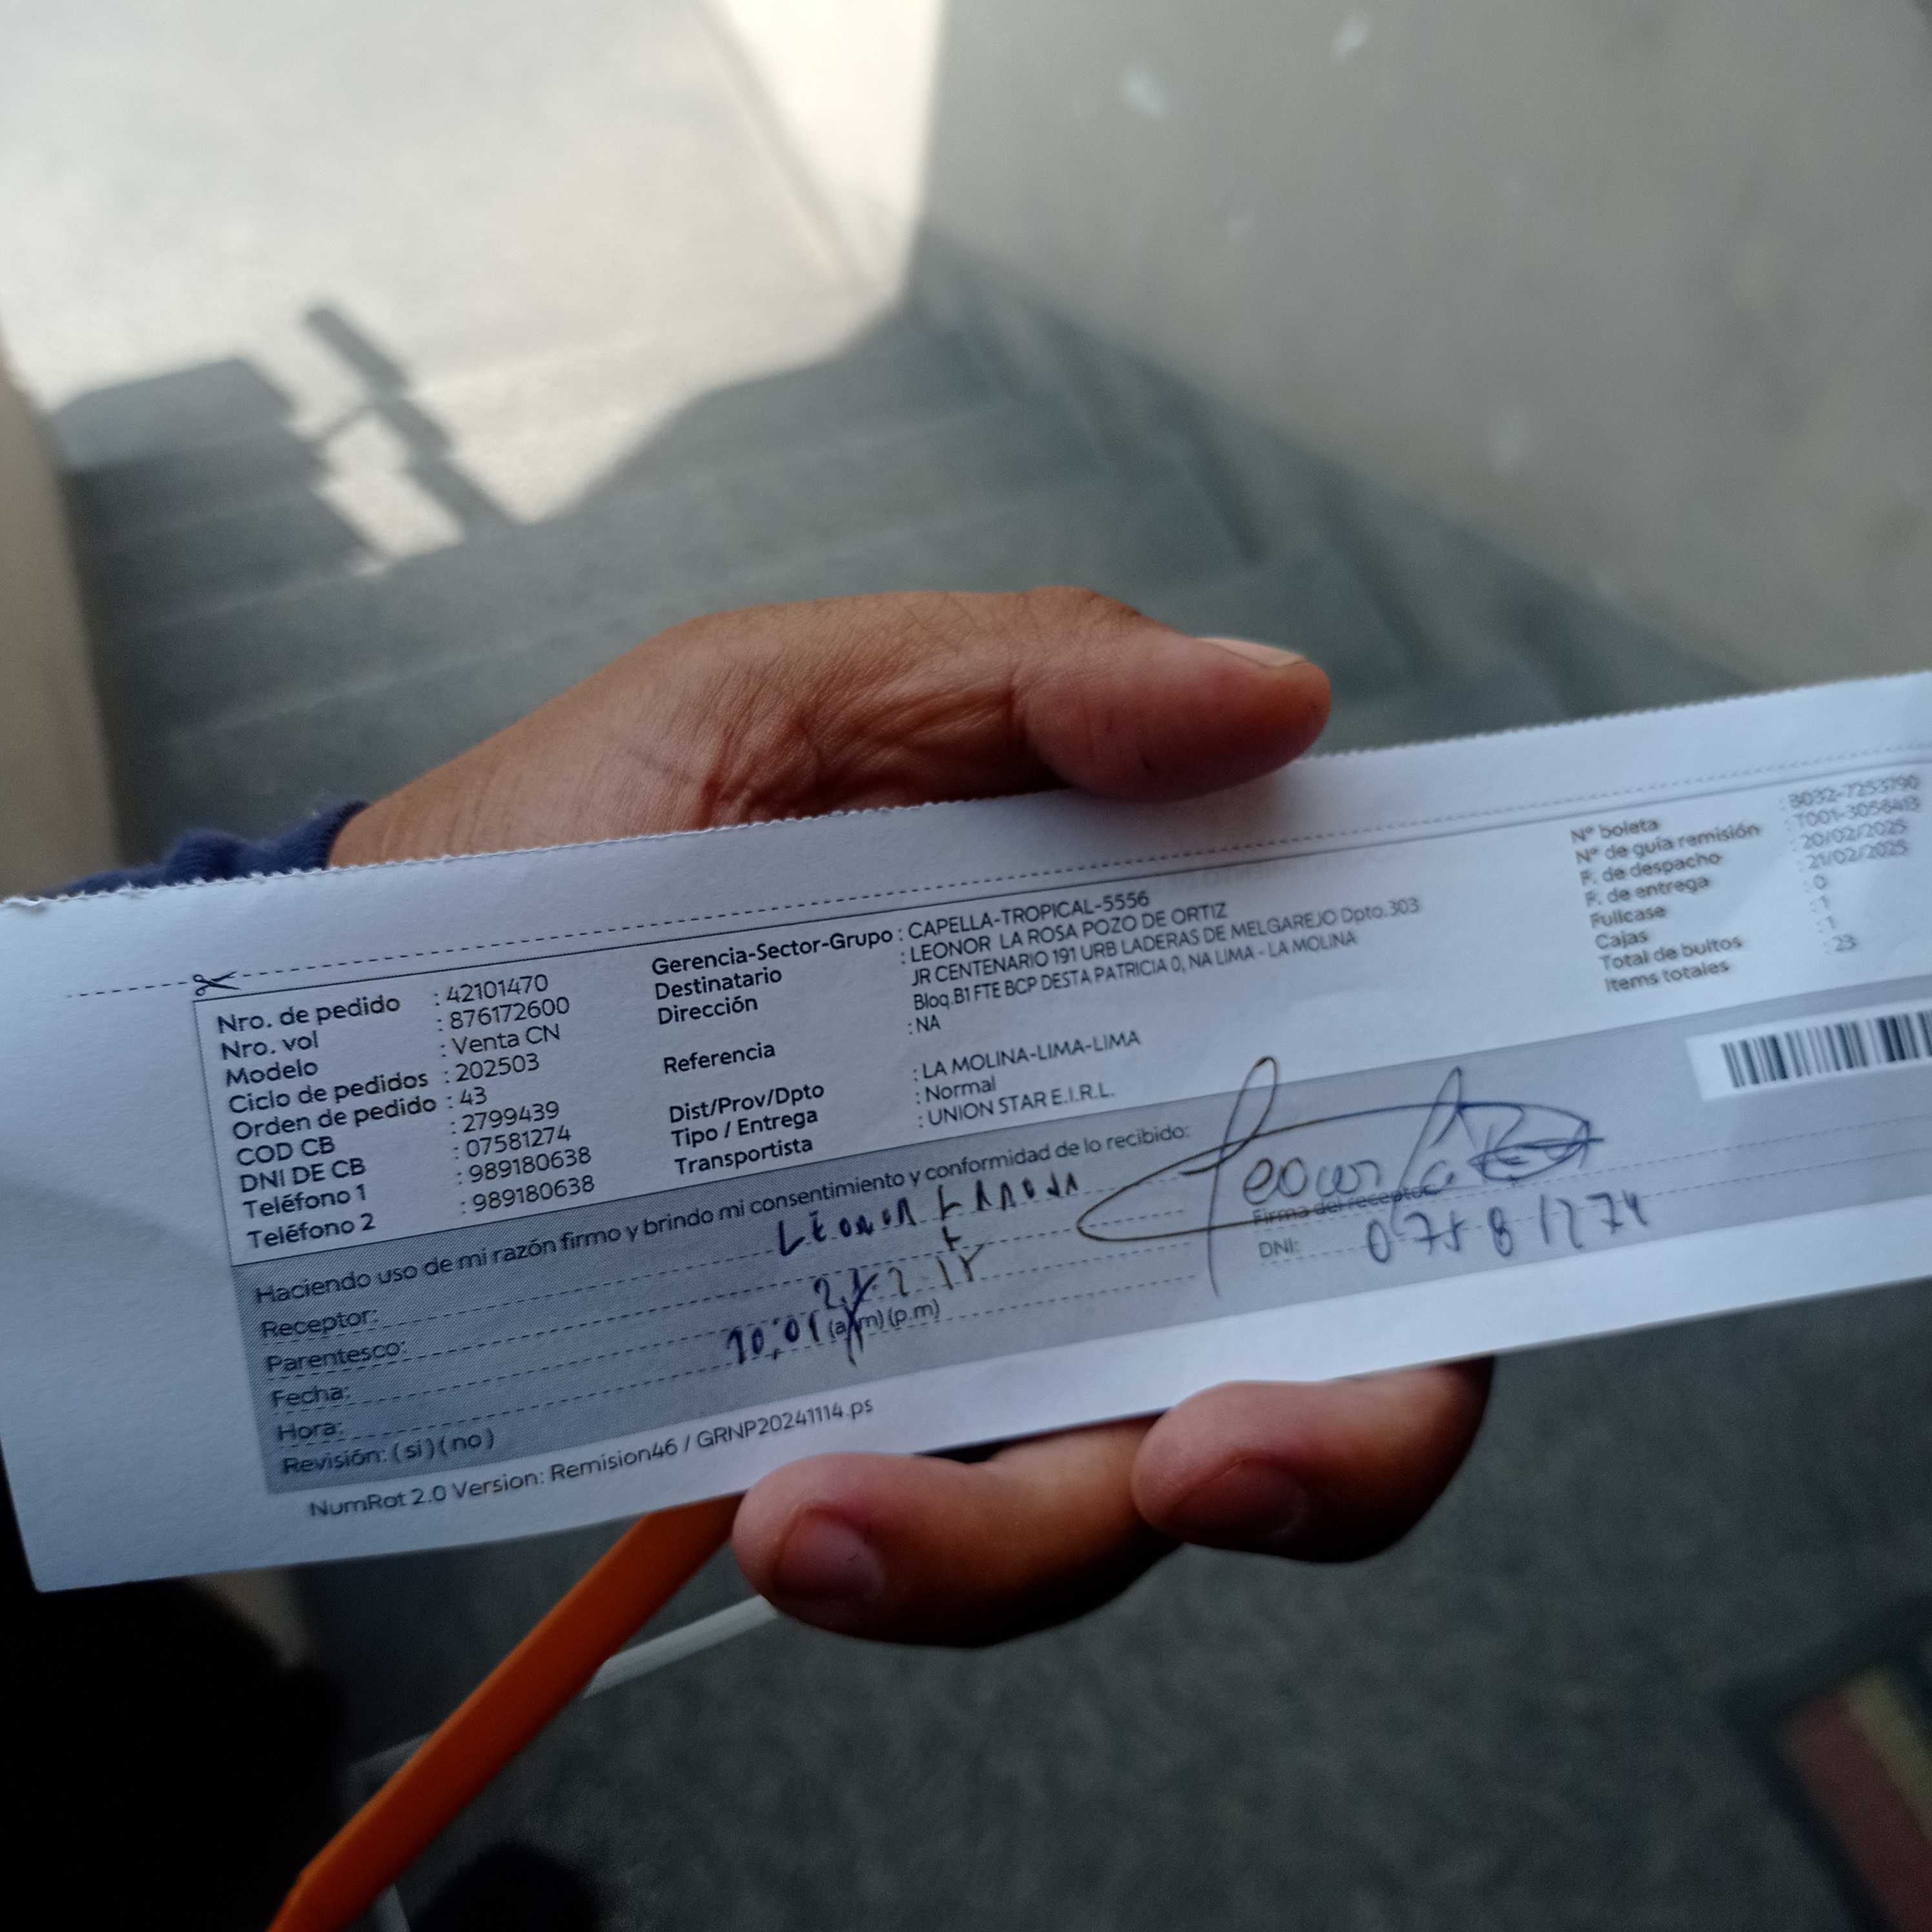 Nro. de pedido : 42101470
Nro. vol : 876172600
Modelo : Venta CN
Ciclo de pedidos : 202503
Orden de pedido : 43
COD CB : 2799439
DNI DE CB : 07581274
Teléfono 1 : 989180638
Teléfono 2 : 989180638
Gerencia-Sector-Grupo : CAPELLA-TROPICAL-5556
Destinatario : LEONOR LA ROSA POZO DE ORTIZ
Dirección JR CENTENARIO 191 URB LADERAS DE MELGAREJO Dpto.303
Bloq.B1 FTE BCP DESTA PATRICIA 0, NA LIMA - LA MOLINA
Referencia : NA
Dist/Prov/Dpto : LA MOLINA-LIMA-LIMA
Tipo / Entrega : Normal
Transportista : UNION STAR E.I.R.L.
N° boleta : B032-7253790
N° de guía remisión : T001-3056413
F. de despacho : 20/02/2025
F. de entrega : 21/02/2025
Fullcase : 0
Cajas : 1
Total de bultos : 1
Items totales : 23
Haciendo uso de mi razón firmo y brindo mi consentimiento y conformidad de lo recibido:
Receptor: Leonor
Parentesco:
Fecha:
Hora: 10:01 (a.m) (p.m)
Revisión: (si) (no)
Firma del receptor
DNI: 07581274
NumRot 2.0 Version: Remision46 / GRNP20241114.ps